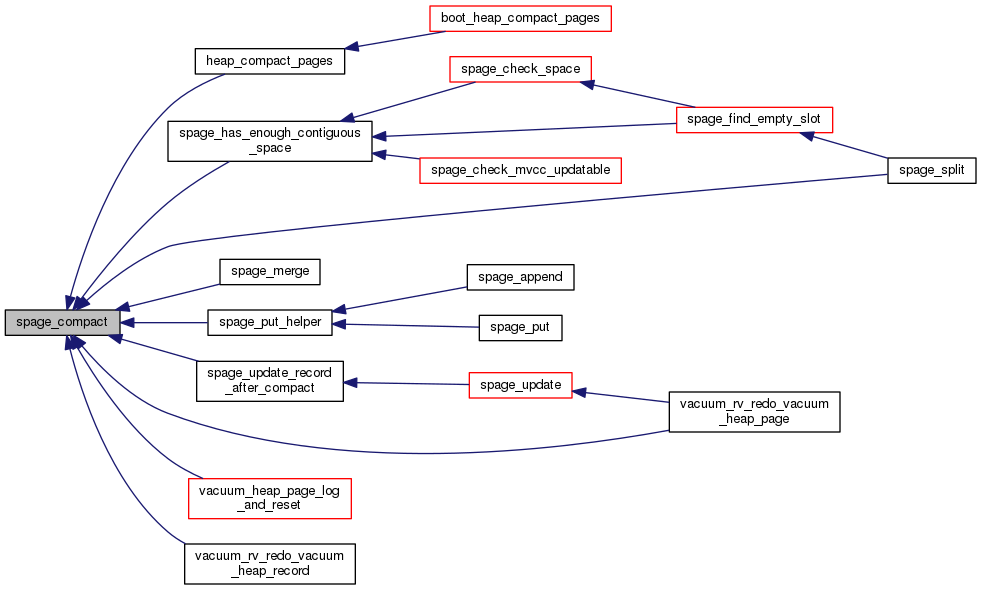 boot_heap_compact_pages
heap_compact_pages
spage_check_space
spage_find_empty_slot
spage_has_enough_contiguous
_space
spage_check_mvcc_updatable
spage_split
spage_merge
spage_append
spage_compact
spage_put_helper
spage_put
spage_update_record
_after_compact
spage_update
vacuum_rv_redo_vacuum
_heap_page
vacuum_heap_page_log
_and_reset
vacuum_rv_redo_vacuum
_heap_record